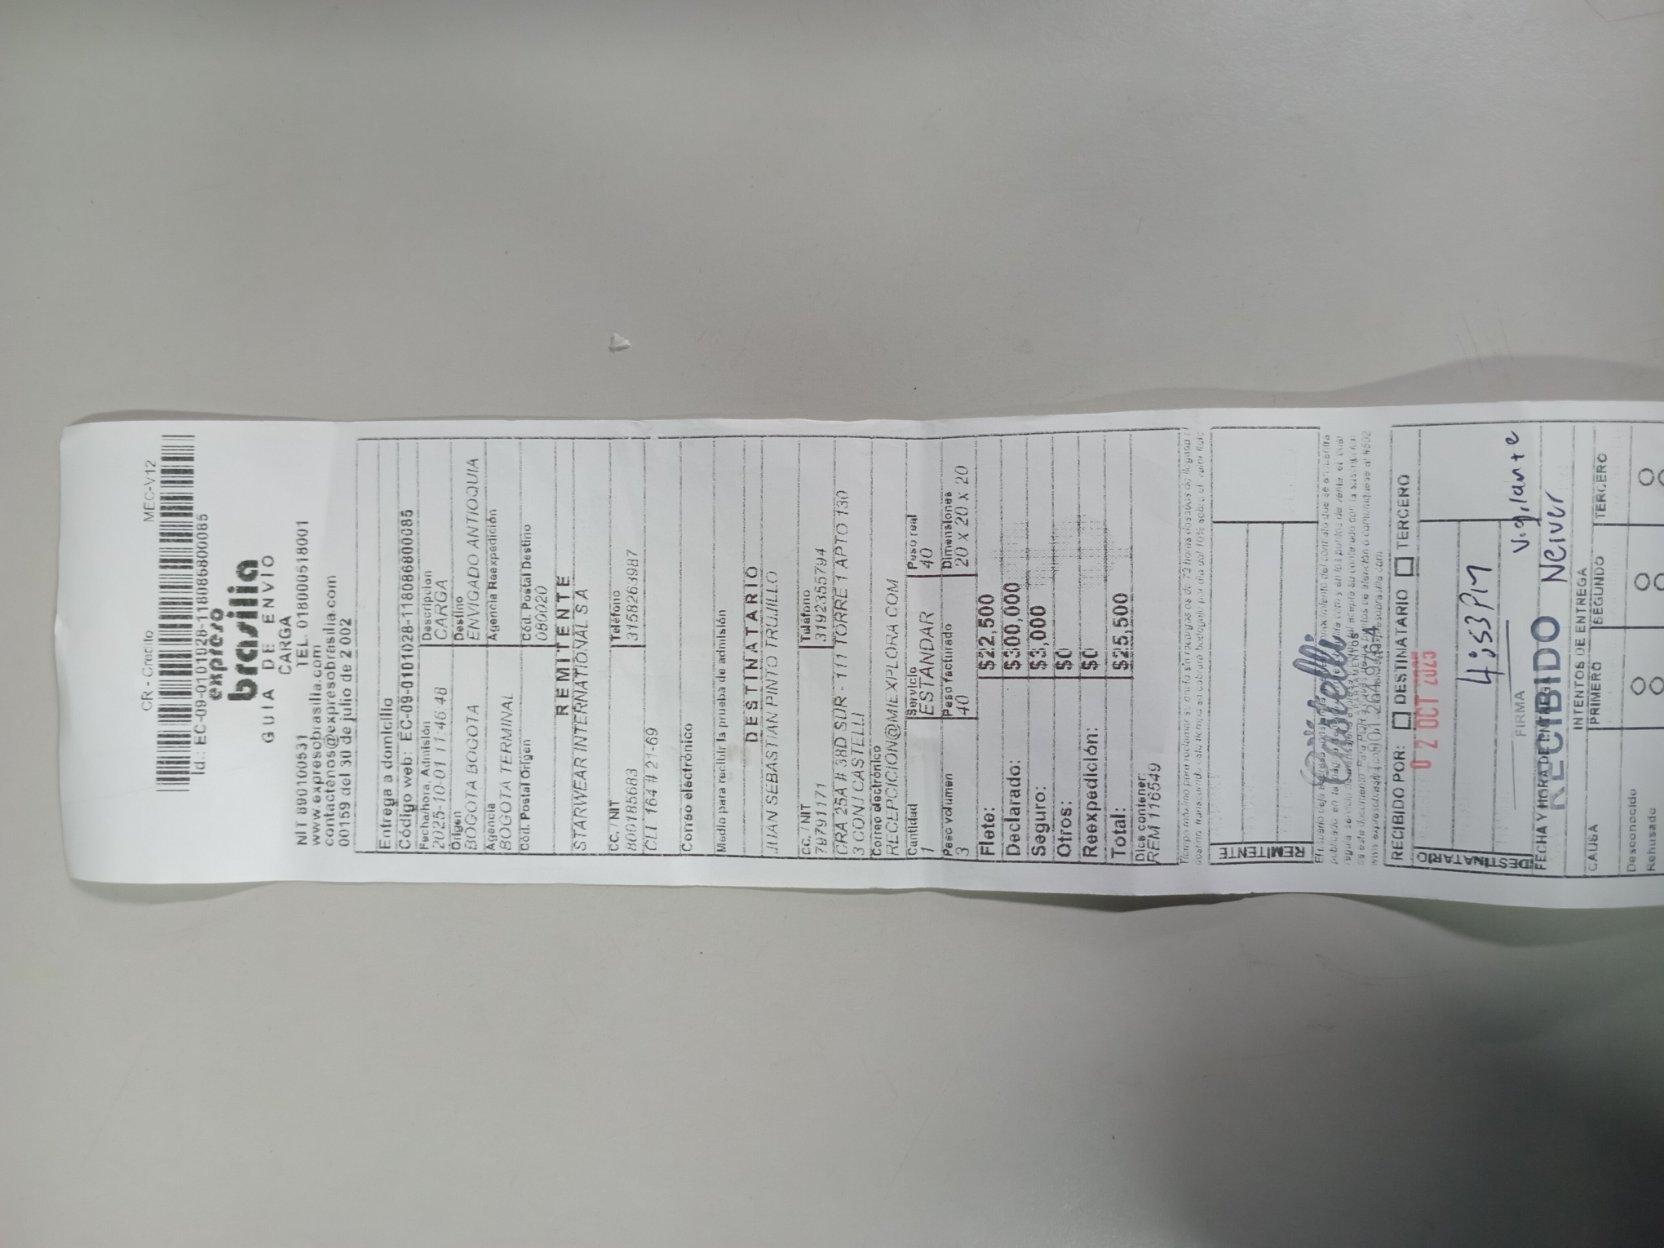 CR - Credito MEC-V12
Id.: EC-09-0101028-1180868000085
expreso
brasilia
GUIA DE ENVIO
CARGA
NIT 890100531 TEL. 018000518001
www.expresobrasilia.com
contactenos@expresobrasilia.com
00159 del 30 de julio de 2002
Entrega a domicilio
Código web: EC-09-0101028-1180868000085
Fecha/hora. Admisión Descripcion
2025-10-01 11:46:48 CARGA
Origen Destino
BOGOTA BOGOTA ENVIGADO ANTIOQUIA
Agencia Agencia Reexpedición
BOGOTA TERMINAL
Cód. Postal Origen Cód. Postal Destino
080020
REMITENTE
STARWEAR INTERNATIONAL SA
CC. / NIT Teléfono
800185683 3158263987
CLL 164 # 21-69
Correo electrónico
Medio para recibir la prueba de admisión
DESTINATARIO
JUAN SEBASTIAN PINTO TRUJILLO
CC. / NIT Teléfono
79791171 3192355794
CRA 25A # 38D SUR - 111 TORRE 1 APTO 130
3 CONJ CASTELLI
Correo electrónico
RECEPCION@MIEXPLORA.COM
Cantidad Servicio Peso real
1 ESTANDAR 40
Peso volumen Peso facturado Dimensiones
3 40 20 x 20 x 20
Flete: $22,500
Declarado: $300,000
Seguro: $3,000
Otros: $0
Reexpedición: $0
Total: $25,500
Dice contener:
REM 116549
REMITENTE
Castelli
RECIBIDO POR: DESTINATARIO TERCERO
02 OCT 2025
DESTINATARIO
4:53 PM
FIRMA
Vigilante
FECHA Y HORA DE ENTREGA
RECIBIDO
Neiver
INTENTOS DE ENTREGA
CAUSA PRIMERO SEGUNDO TERCERO
Desconocido
Rehusado